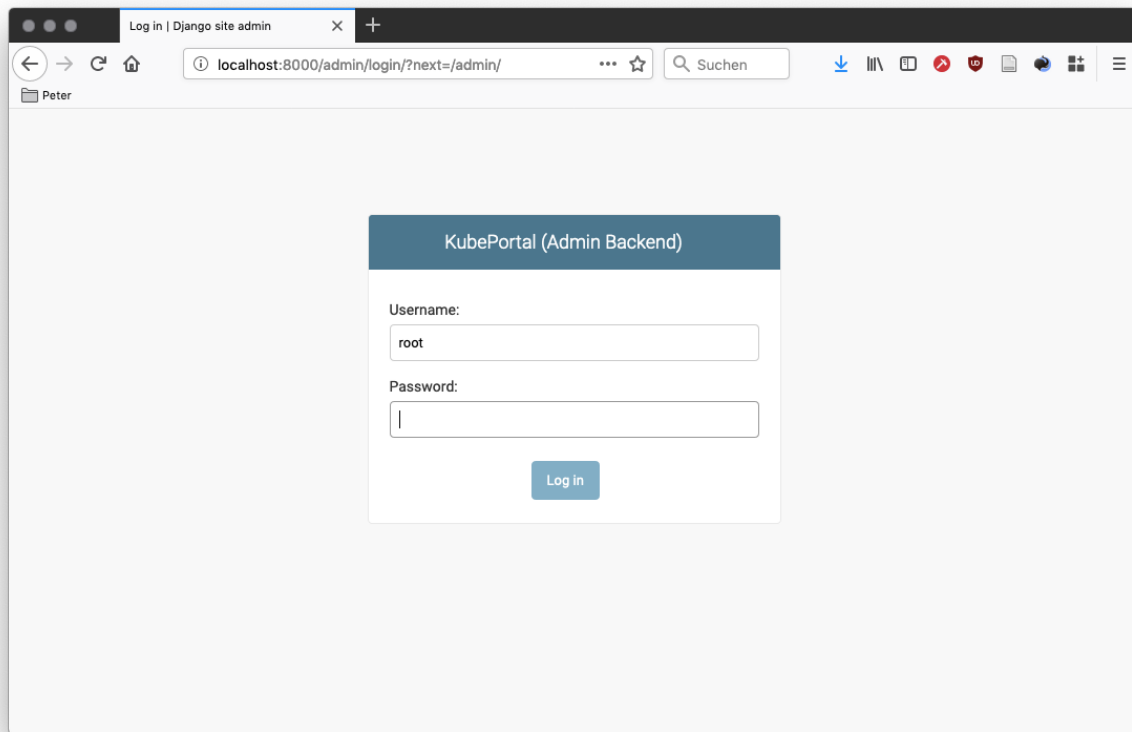 Log in | Django site admin
localhost:8000/admin/login/?next=/admin/
Suchen
Peter
KubePortal (Admin Backend)
Username:
root
Password:
Log in